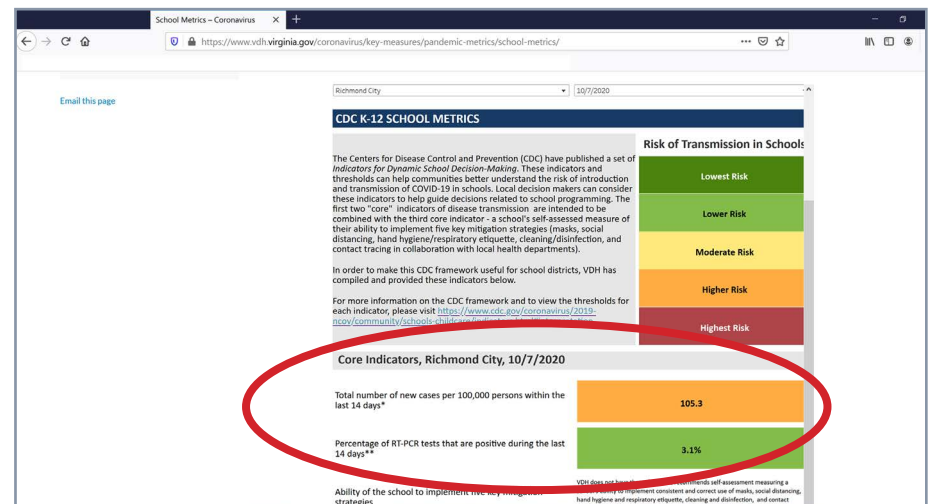 School Metrics – Coronavirus
https://www.vdh.virginia.gov/coronavirus/key-measures/pandemic-metrics/school-metrics/
Email this page
Richmond City
10/7/2020
CDC K-12 SCHOOL METRICS
The Centers for Disease Control and Prevention (CDC) have published a set of
Indicators for Dynamic School Decision-Making. These indicators and
thresholds can help communities better understand the risk of introduction
and transmission of COVID-19 in schools. Local decision makers can consider
these indicators to help guide decisions related to school programming. The
first two "core" indicators of disease transmission are intended to be
combined with the third core indicator - a school's self-assessed measure of
their ability to implement five key mitigation strategies (masks, social
distancing, hand hygiene/respiratory etiquette, cleaning/disinfection, and
contact tracing in collaboration with local health departments).
In order to make this CDC framework useful for school districts, VDH has
compiled and provided these indicators below.
For more information on the CDC framework and to view the thresholds for
each indicator, please visit https://www.cdc.gov/coronavirus/2019-
Risk of Transmission in Schools
Lowest Risk
Lower Risk
Moderate Risk
Higher Risk
Highest Risk
Core Indicators, Richmond City, 10/7/2020
Total number of new cases per 100,000 persons within the
last 14 days*
105.3
Percentage of RT-PCR tests that are positive during the last
14 days**
3.1%
Ability of the school to implement five key mitigation
strategies
VDH does not have recommends self-assessment measuring a
ability to implement consistent and correct use of masks, social distancing,
hand hygiene and respiratory etiquette, cleaning and disinfection, and contact